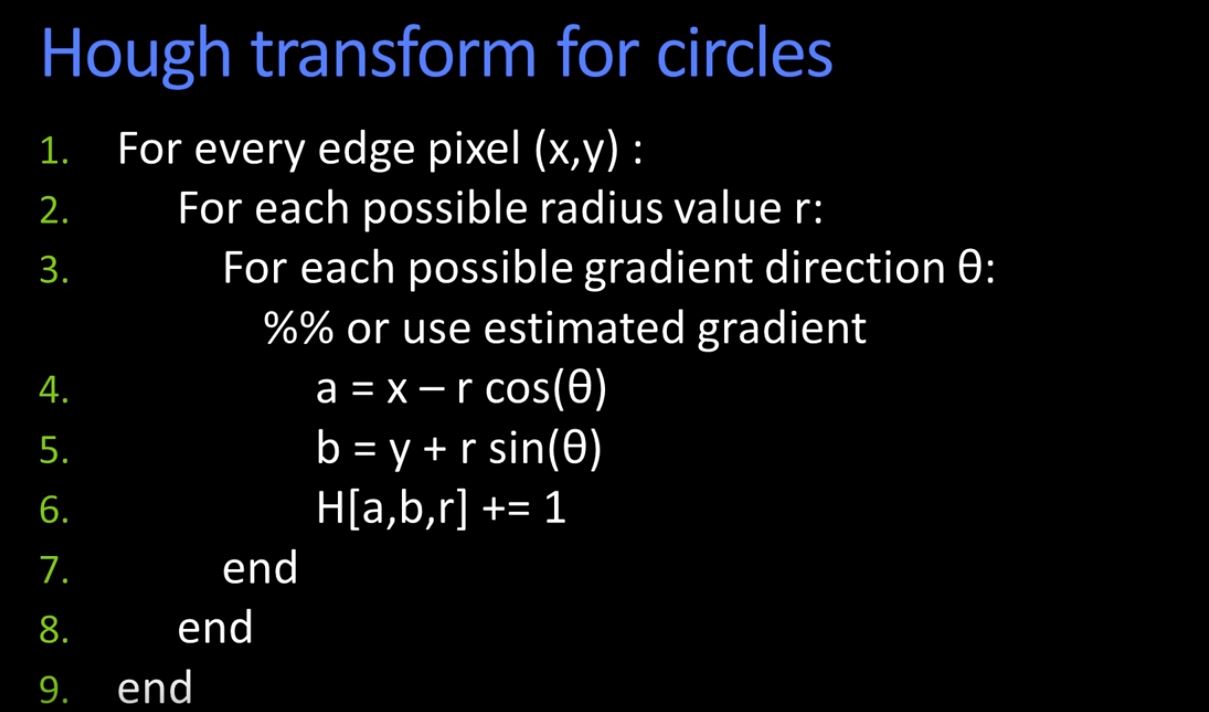 Hough transform for circles
1. For every edge pixel (x,y) :
2. For each possible radius value r:
3. For each possible gradient direction θ:
%% or use estimated gradient
4. a = x – r cos(θ)
5. b = y + r sin(θ)
6. H[a,b,r] += 1
7. end
8. end
9. end